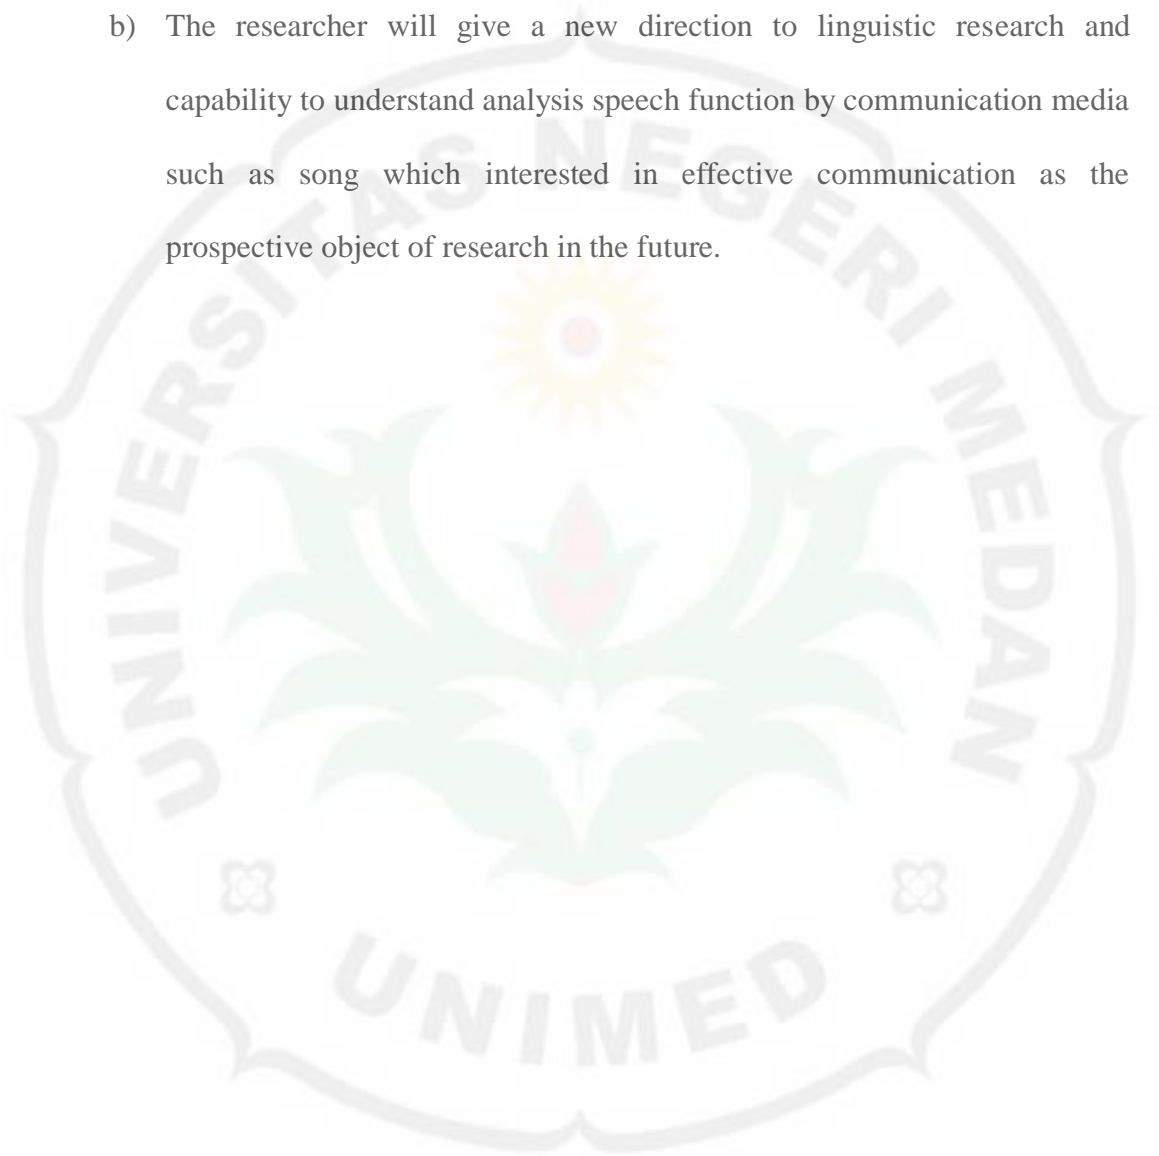 b) The researcher will give a new direction to linguistic research and
capability to understand analysis speech function by communication media
such as song which interested in effective communication as the
prospective object of research in the future.
UNIVERSITAS NEGERI MEDAN
UNIMED